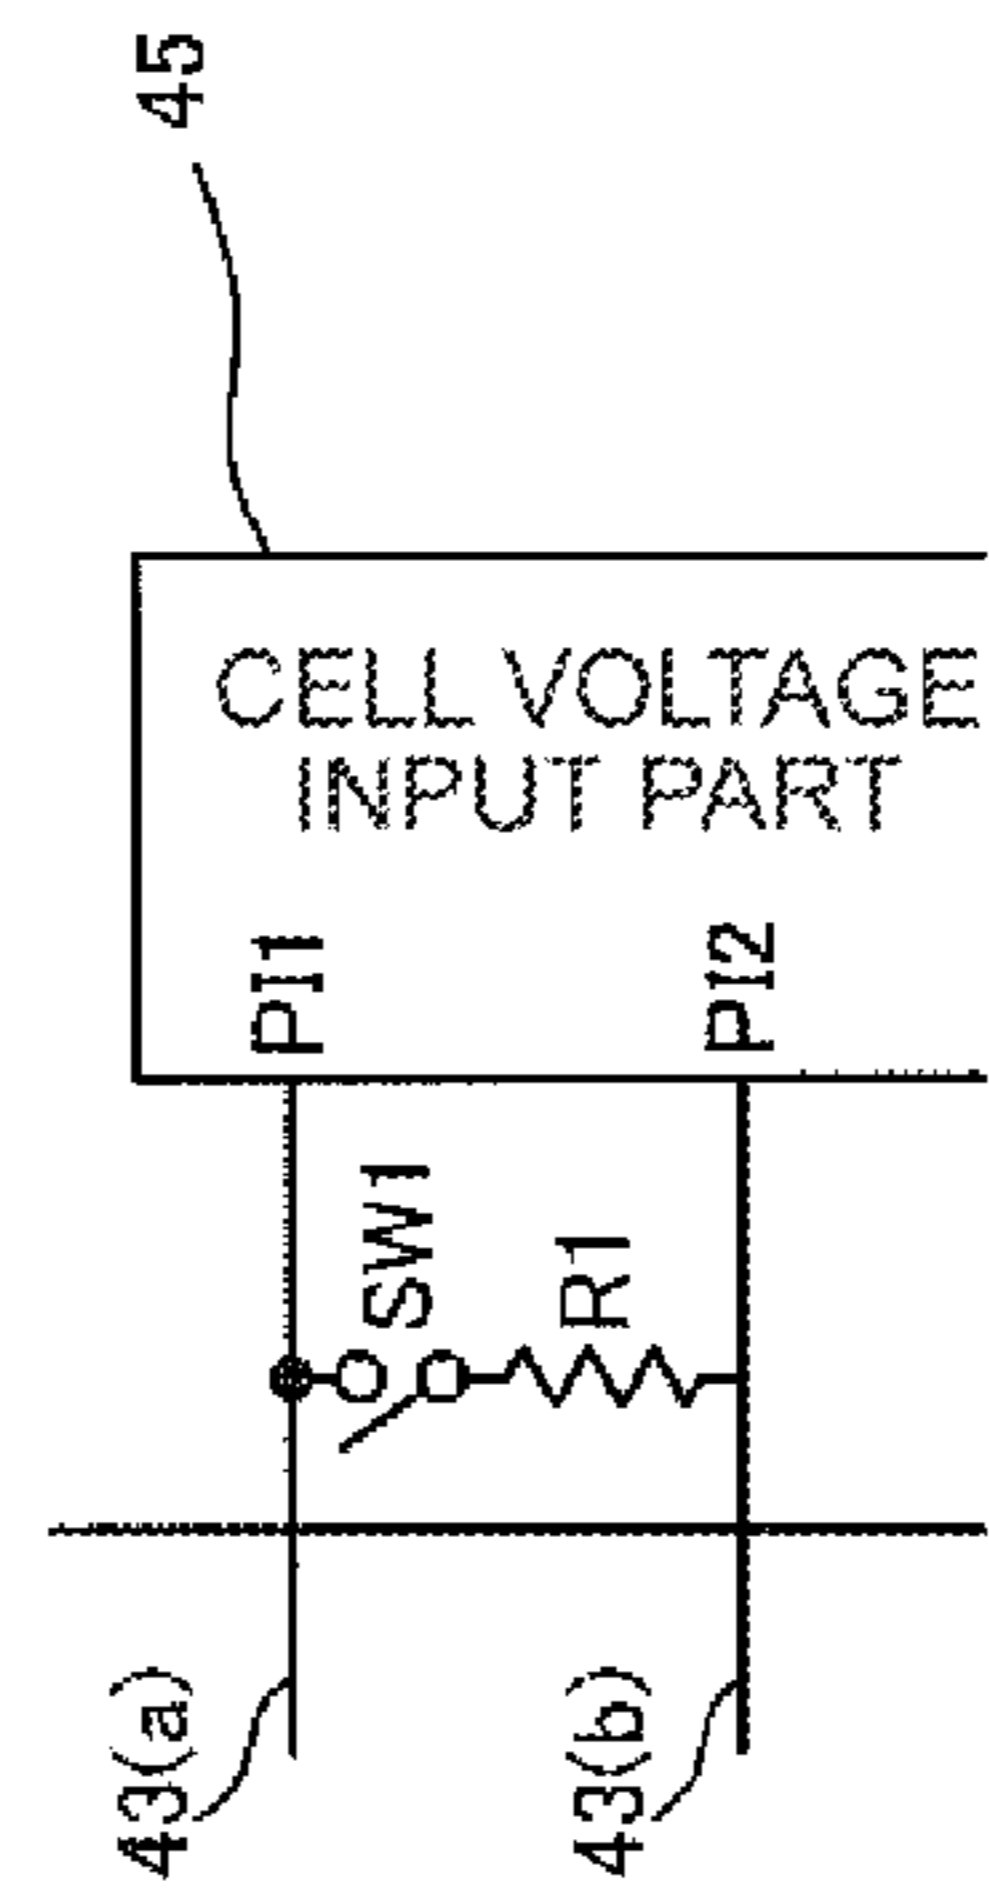 45
CELL VOLTAGE
INPUT PART
PI1
PI2
SW1
R1
43(a)
43(b)